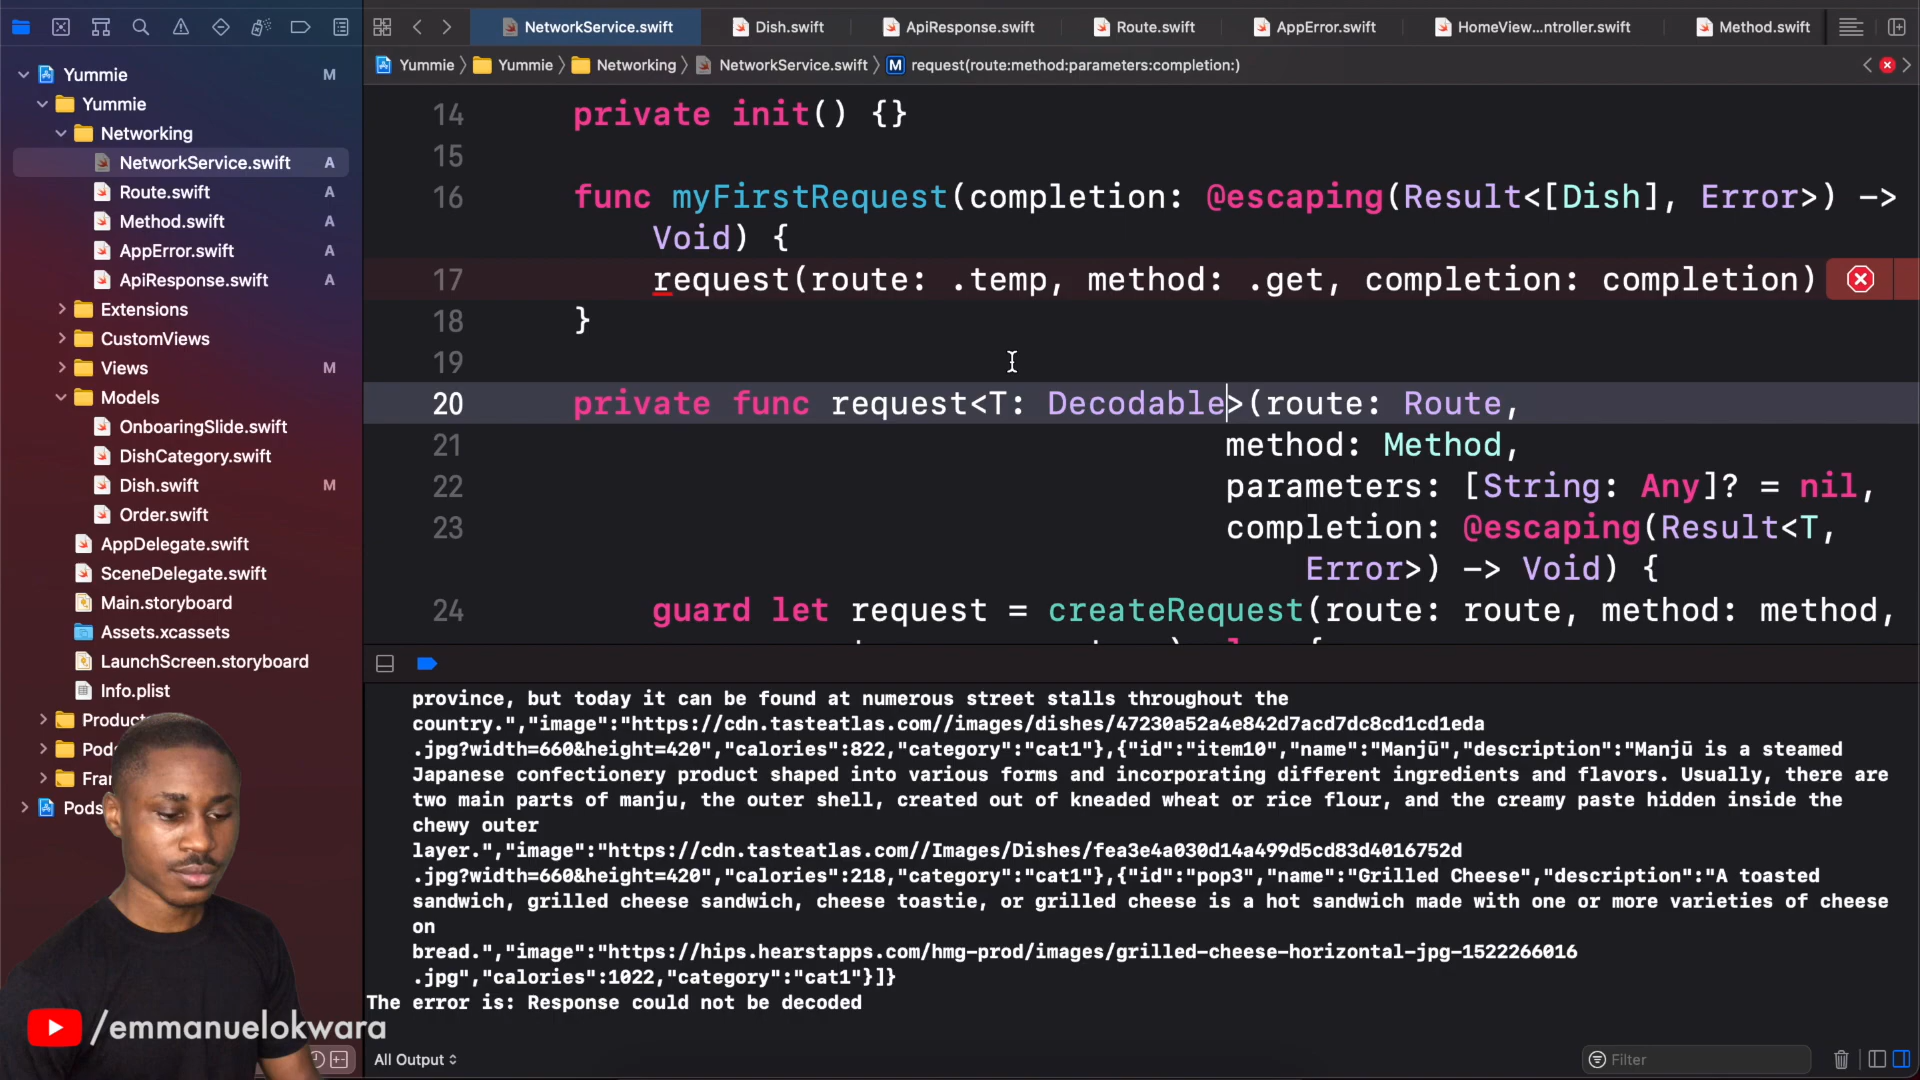 NetworkService.swift
Dish.swift
ApiResponse.swift
Route.swift
AppError.swift
HomeView...ntroller.swift
Method.swift
Yummie
Yummie
Networking
NetworkService.swift
M
request(route:method:parameters:completion:)
Yummie M
Yummie
Networking
NetworkService.swift A
Route.swift A
Method.swift A
AppError.swift A
ApiResponse.swift A
Extensions
CustomViews
Views M
Models
OnboaringSlide.swift
DishCategory.swift
Dish.swift M
Order.swift
AppDelegate.swift
SceneDelegate.swift
Main.storyboard
Assets.xcassets
LaunchScreen.storyboard
Info.plist
Pods
14 private init() {}
15
16 func myFirstRequest(completion: @escaping(Result<[Dish], Error>) ->
Void) {
17 request(route: .temp, method: .get, completion: completion)
18 }
19
20 private func request<T: Decodable>(route: Route,
21 method: Method,
22 parameters: [String: Any]? = nil,
23 completion: @escaping(Result<T,
Error>) -> Void) {
24 guard let request = createRequest(route: route, method: method,
province, but today it can be found at numerous street stalls throughout the
country.","image":"https://cdn.tasteatlas.com//images/dishes/47230a52a4e842d7acd7dc8cd1cd1eda
.jpg?width=660&height=420","calories":822,"category":"cat1"},{"id":"item10","name":"Manjū","description":"Manjū is a steamed
Japanese confectionery product shaped into various forms and incorporating different ingredients and flavors. Usually, there are
two main parts of manju, the outer shell, created out of kneaded wheat or rice flour, and the creamy paste hidden inside the
chewy outer
layer.","image":"https://cdn.tasteatlas.com//Images/Dishes/fea3e4a030d14a499d5cd83d4016752d
.jpg?width=660&height=420","calories":218,"category":"cat1"},{"id":"pop3","name":"Grilled Cheese","description":"A toasted
sandwich, grilled cheese sandwich, cheese toastie, or grilled cheese is a hot sandwich made with one or more varieties of cheese
on
bread.","image":"https://hips.hearstapps.com/hmg-prod/images/grilled-cheese-horizontal-jpg-1522266016
.jpg","calories":1022,"category":"cat1"}]}
The error is: Response could not be decoded
/emmanuelokwara
All Output
Filter